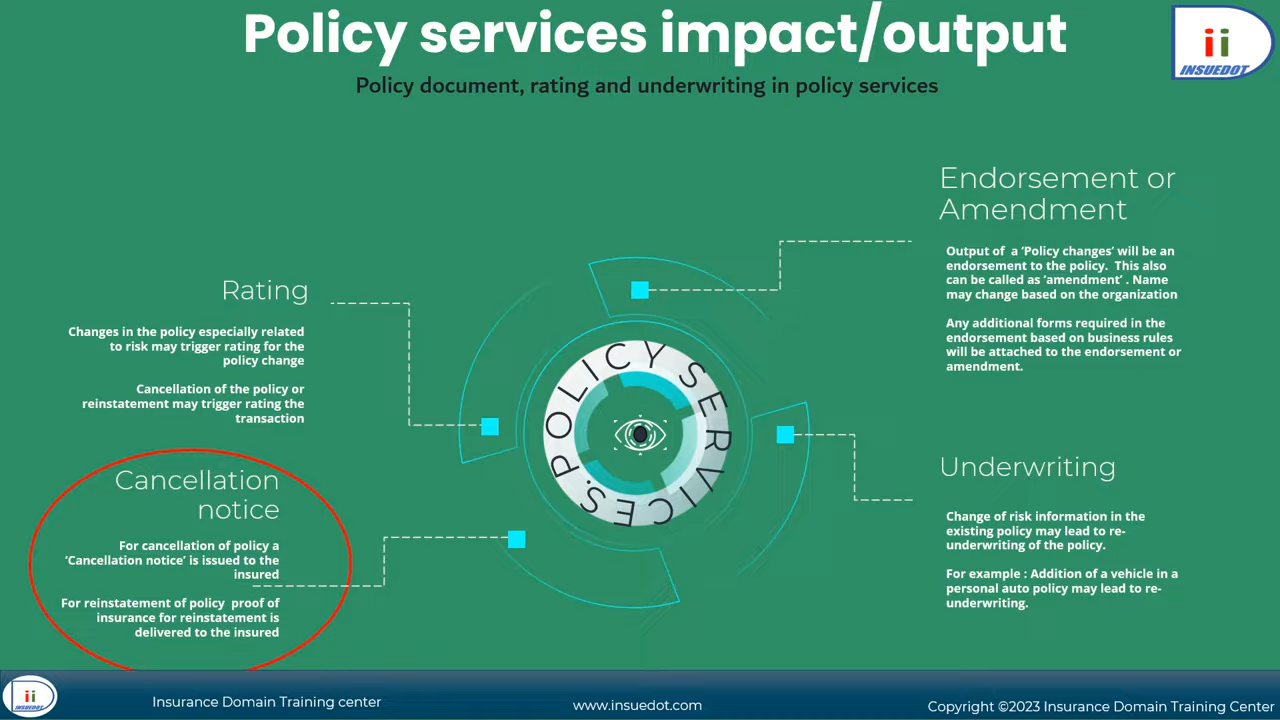 Policy services impact/output
Policy document, rating and underwriting in policy services
ii
INSUEDOT
Endorsement or
Amendment
Output of a ‘Policy changes’ will be an
endorsement to the policy. This also
can be called as ‘amendment’ . Name
may change based on the organization
Any additional forms required in the
endorsement based on business rules
will be attached to the endorsement or
amendment.
Rating
Changes in the policy especially related
to risk may trigger rating for the
policy change
Cancellation of the policy or
reinstatement may trigger rating the
transaction
POLICY SERVICES.
Cancellation
notice
For cancellation of policy a
‘Cancellation notice’ is issued to the
insured
For reinstatement of policy proof of
insurance for reinstatement is
delivered to the insured
Underwriting
Change of risk information in the
existing policy may lead to re-
underwriting of the policy.
For example : Addition of a vehicle in a
personal auto policy may lead to re-
underwriting.
ii
INSUEDOT
Insurance Domain Training center
www.insuedot.com
Copyright ©2023 Insurance Domain Training Center